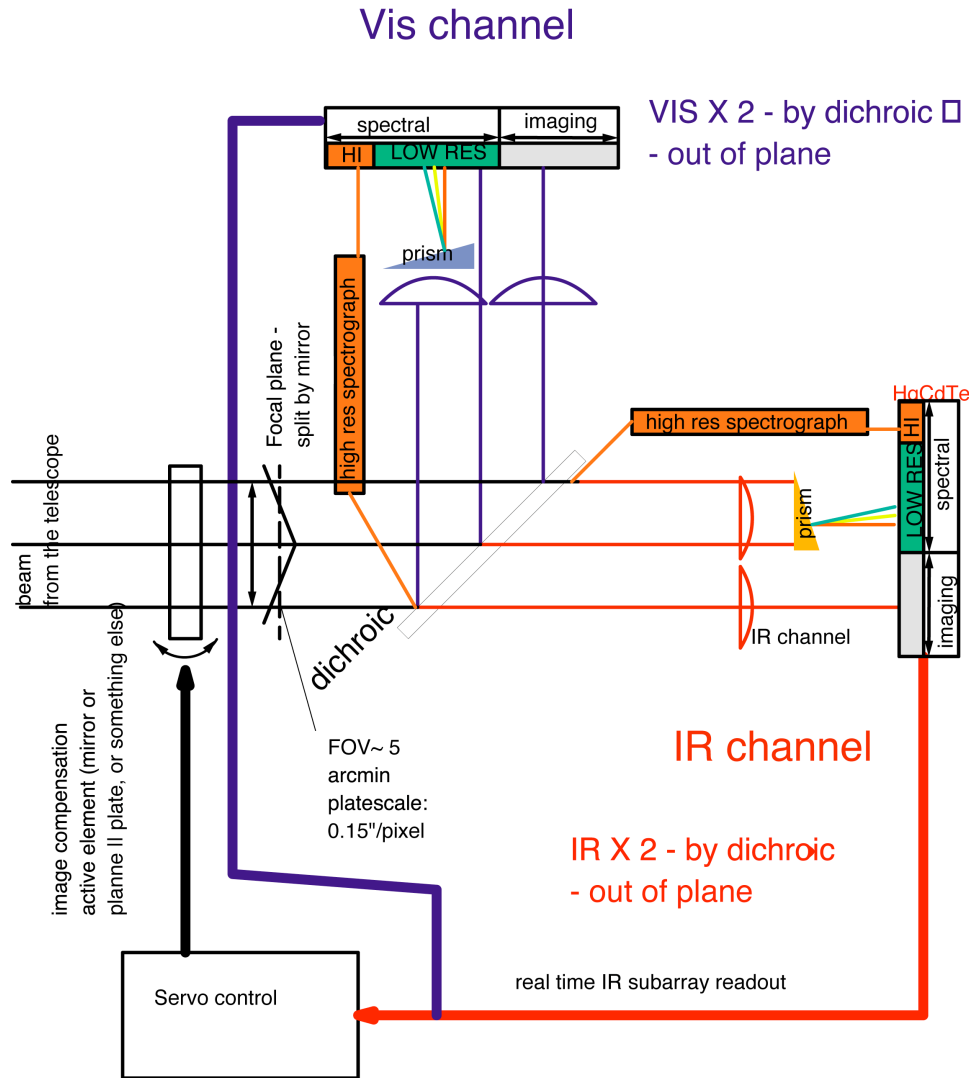 Vis channel
VIS X 2 - by dichroic
- out of plane
spectral
imaging
HI
LOW RES
prism
high res spectrograph
Focal plane -
split by mirror
high res spectrograph
HgCdTe
HI
LOW RES
spectral
imaging
prism
beam
from the telescope
dichroic
IR channel
image compensation
active element (mirror or
planne II plate, or something else)
FOV~ 5
arcmin
platescale:
0.15"/pixel
IR channel
IR X 2 - by dichroic
- out of plane
real time IR subarray readout
Servo control